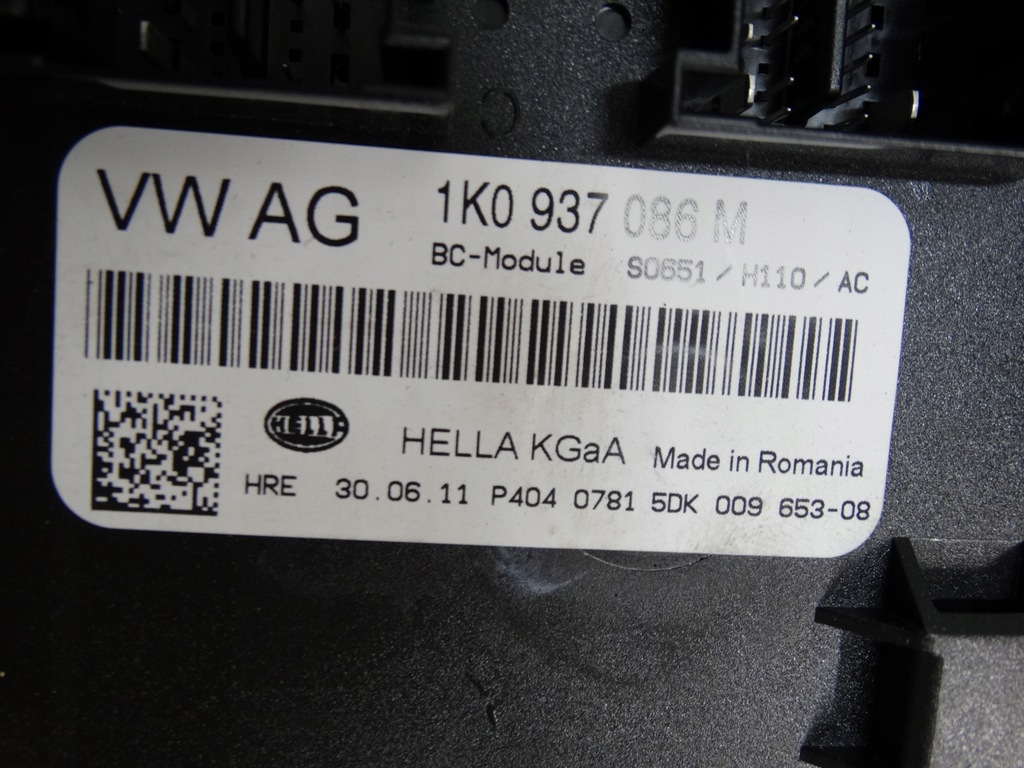 VW AG 1K0 937 086 M
BC-Module S0651 / H110 / AC
HELLA HELLA KGaA Made in Romania
HRE 30.06.11 P404 0781 5DK 009 653-08